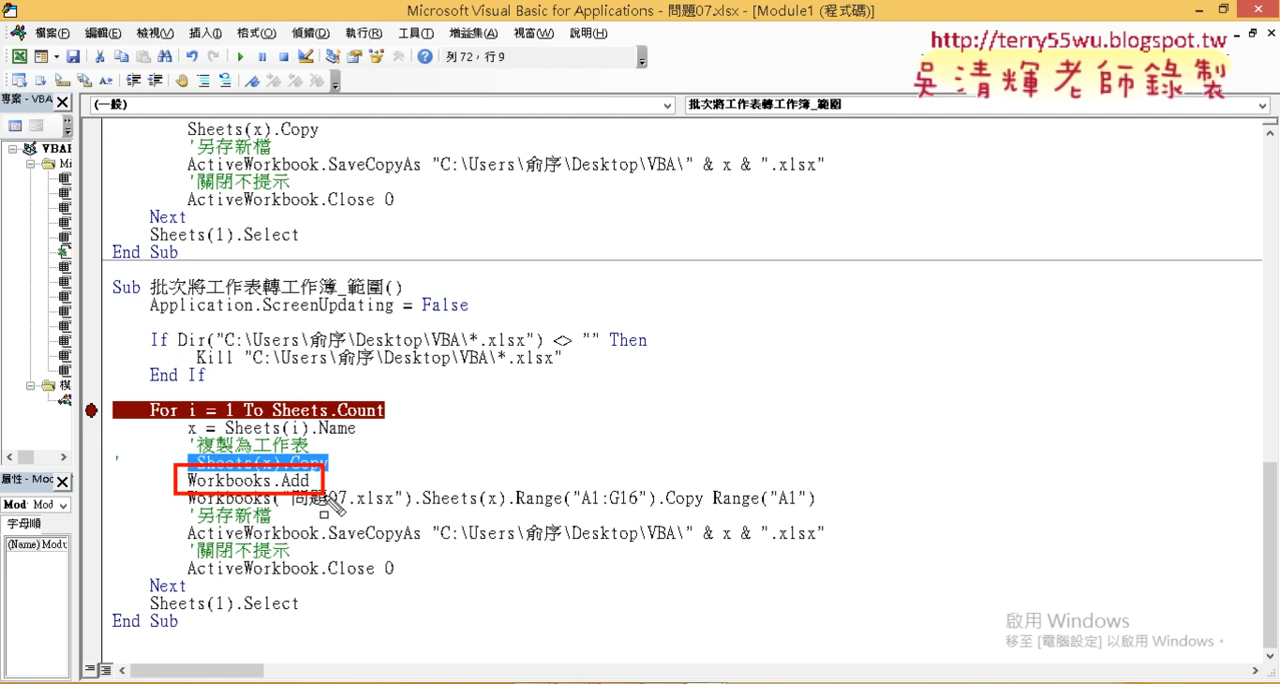 Microsoft Visual Basic for Applications - 問題07.xlsx - [Module1 (程式碼)]
檔案(F) 編輯(E) 檢視(V) 插入(I) 格式(O) 偵錯(D) 執行(R) 工具(T) 增益集(A) 視窗(W) 說明(H)
http://terry55wu.blogspot.tw
吳清輝老師錄製
列 72，行 9
專案 - VBA
(一般)
批次將工作表轉工作簿_範圍
Sheets(x).Copy
'另存新檔
ActiveWorkbook.SaveCopyAs "C:\Users\俞序\Desktop\VBA\" & x & ".xlsx"
'關閉不提示
ActiveWorkbook.Close 0
Next
Sheets(1).Select
End Sub
Sub 批次將工作表轉工作簿_範圍()
Application.ScreenUpdating = False
If Dir("C:\Users\俞序\Desktop\VBA\*.xlsx") <> "" Then
Kill "C:\Users\俞序\Desktop\VBA\*.xlsx"
End If
For i = 1 To Sheets.Count
x = Sheets(i).Name
'複製為工作表
' Sheets(x).Copy
Workbooks.Add
Workbooks("問題07.xlsx").Sheets(x).Range("A1:G16").Copy Range("A1")
'另存新檔
ActiveWorkbook.SaveCopyAs "C:\Users\俞序\Desktop\VBA\" & x & ".xlsx"
'關閉不提示
ActiveWorkbook.Close 0
Next
Sheets(1).Select
End Sub
VBAP
Mi
模
屬性 - Mod
Mod Mod
字母順
(Name) Modu
啟用 Windows
移至 [電腦設定] 以啟用 Windows。